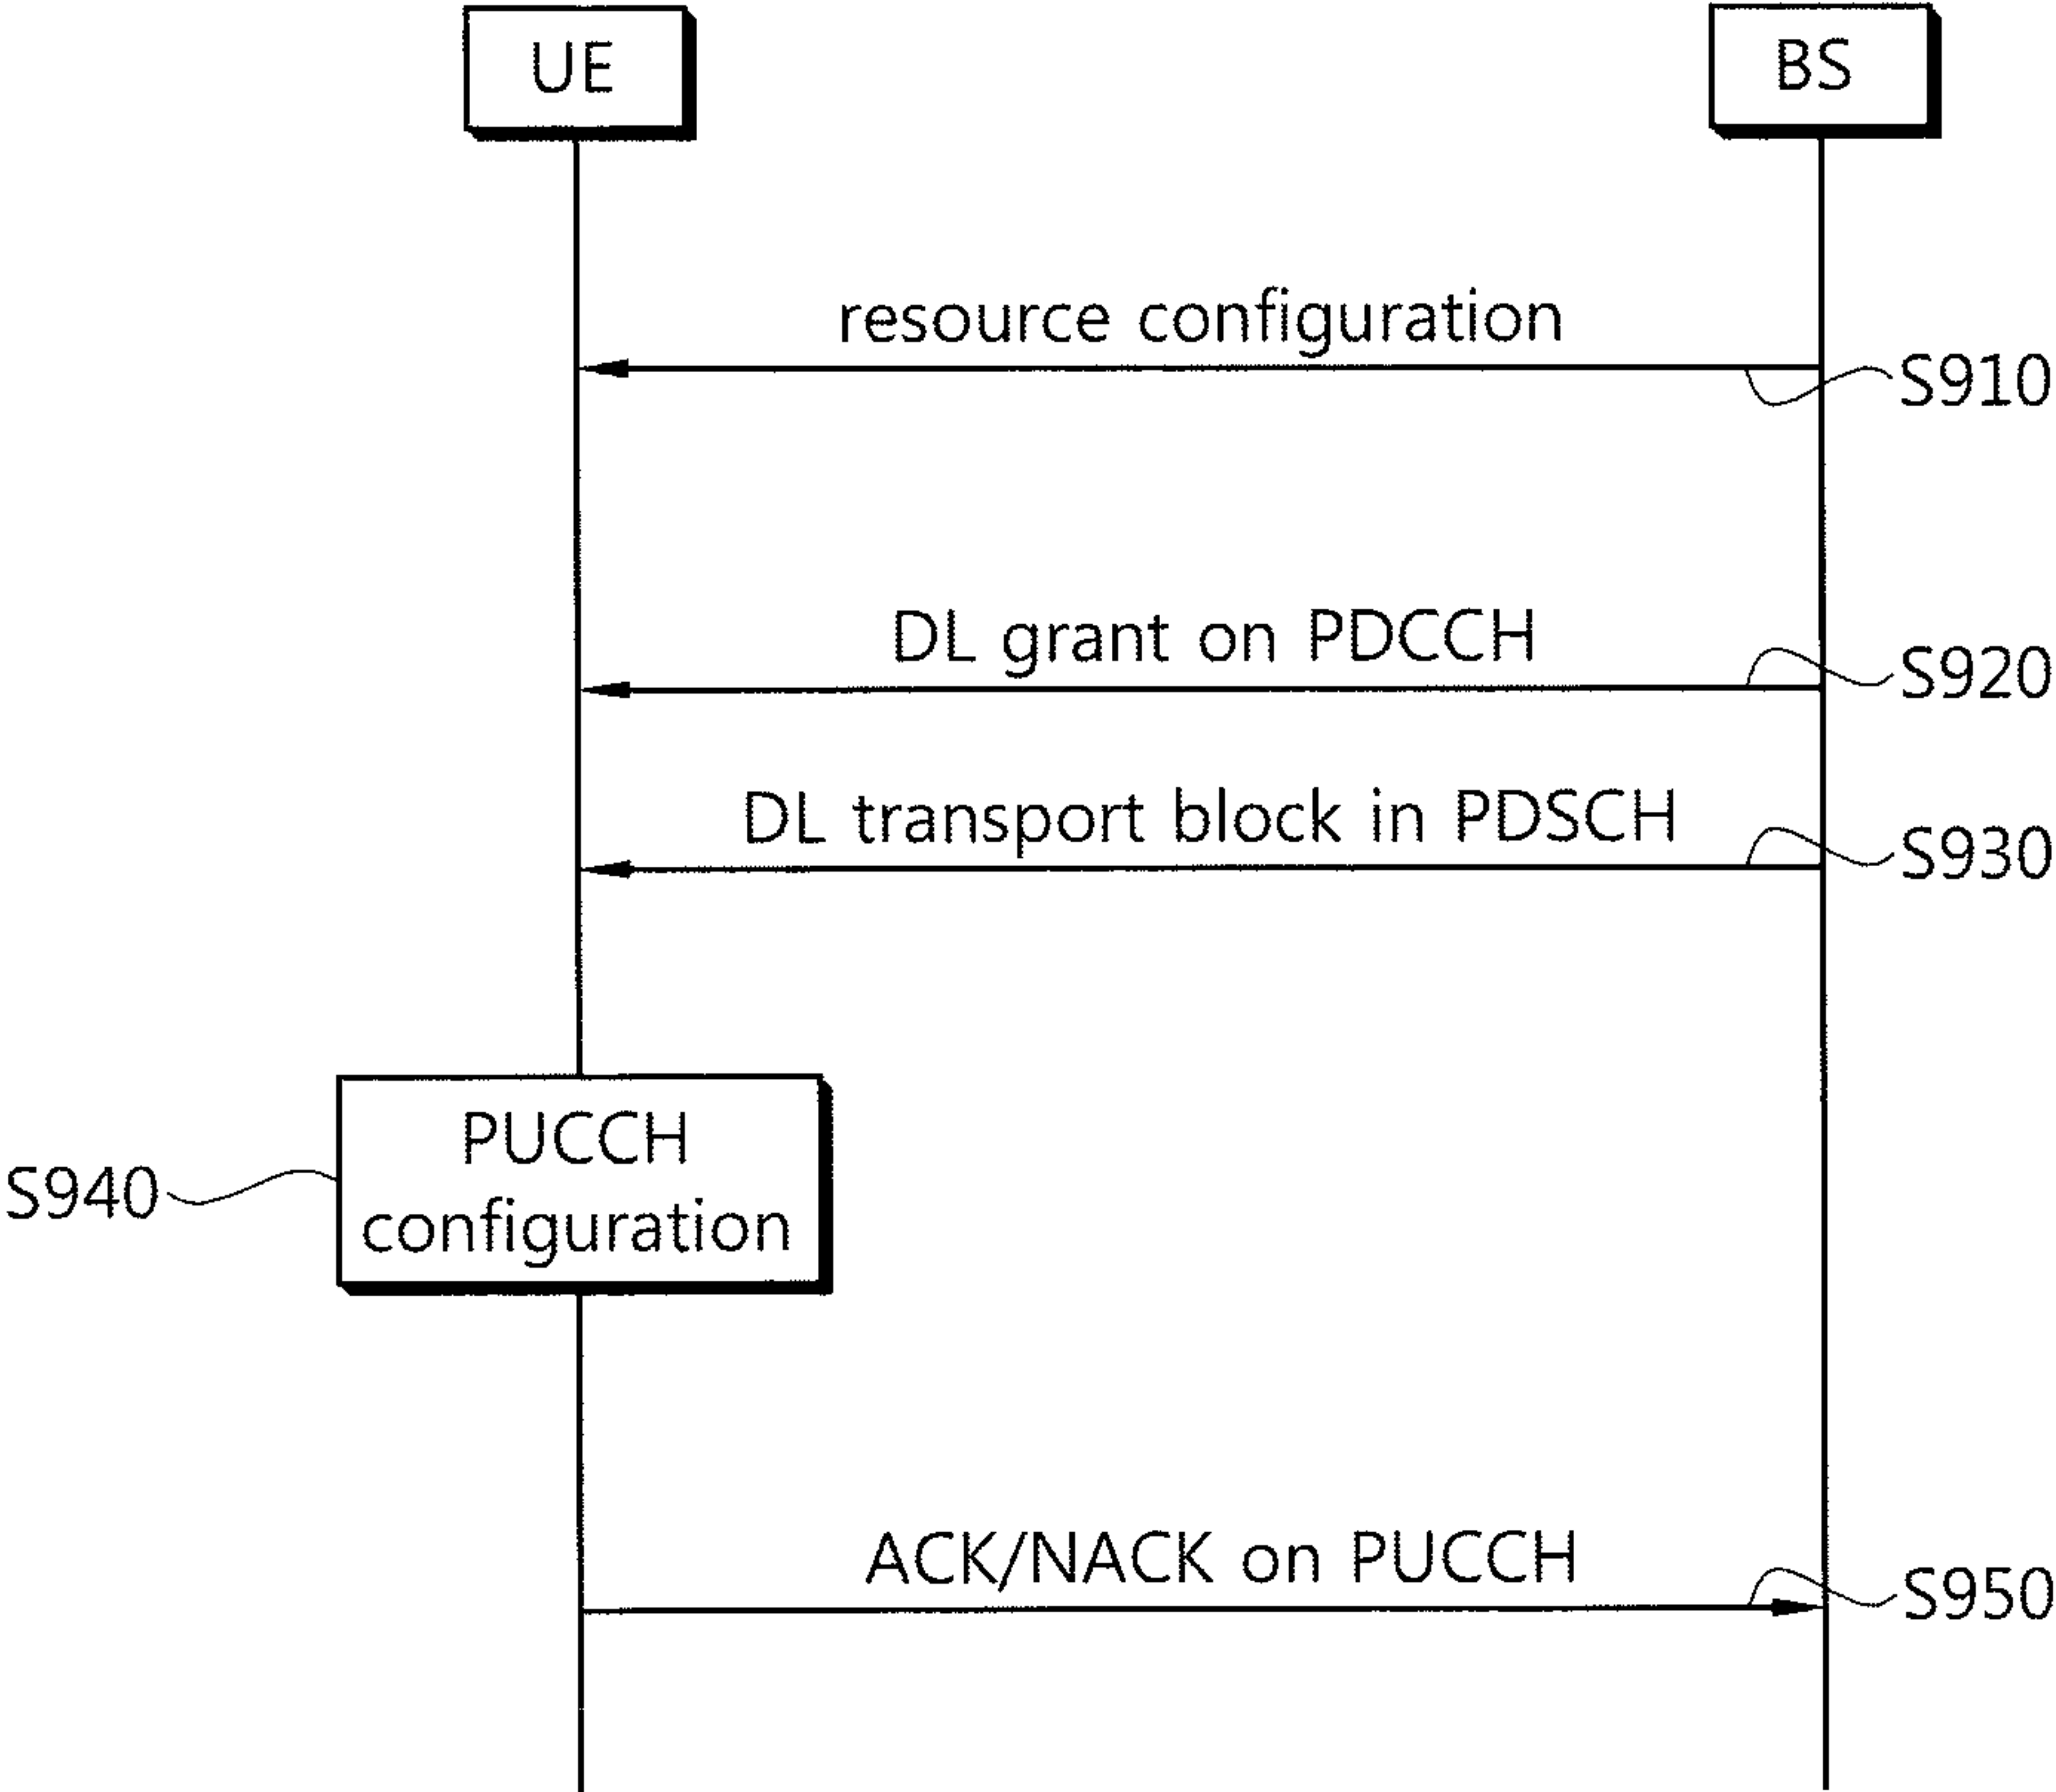 UE
BS
resource configuration
S910
DL grant on PDCCH
S920
DL transport block in PDSCH
S930
PUCCH
configuration
S940
ACK/NACK on PUCCH
S950